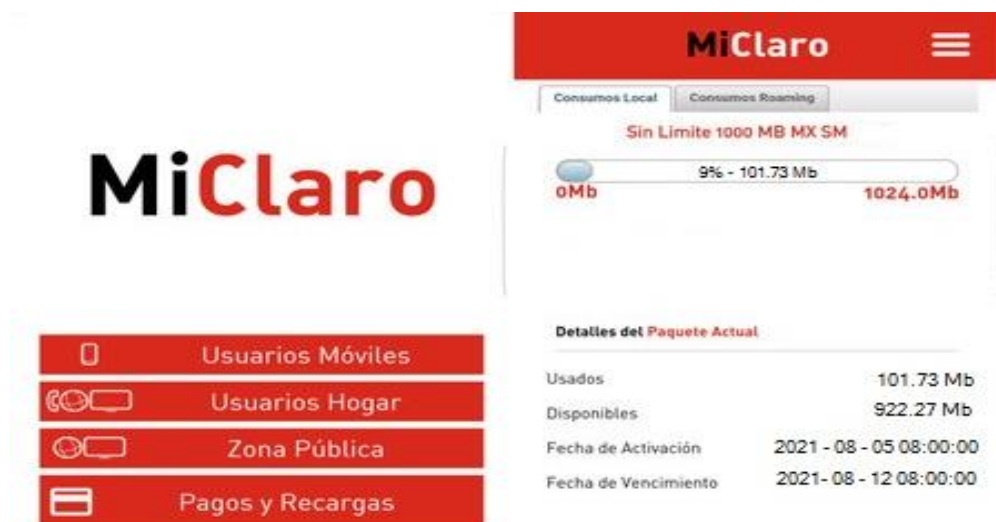 MiClaro
Usuarios Móviles
Usuarios Hogar
Zona Pública
Pagos y Recargas
MiClaro
Consumos Local Consumos Roaming
Sin Limite 1000 MB MX SM
9% - 101.73 Mb
0Mb 1024.0Mb
Detalles del Paquete Actual
Usados 101.73 Mb
Disponibles 922.27 Mb
Fecha de Activación 2021 - 08 - 05 08:00:00
Fecha de Vencimiento 2021- 08 - 12 08:00:00